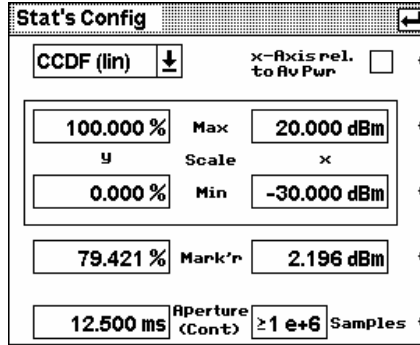 Stat's Config
CCDF (lin)
x-Axis rel.
to Av Pwr
100.000 % Max 20.000 dBm
y Scale x
0.000 % Min -30.000 dBm
79.421 % Mark'r 2.196 dBm
12.500 ms Aperture (Cont) ≥1 e+6 Samples